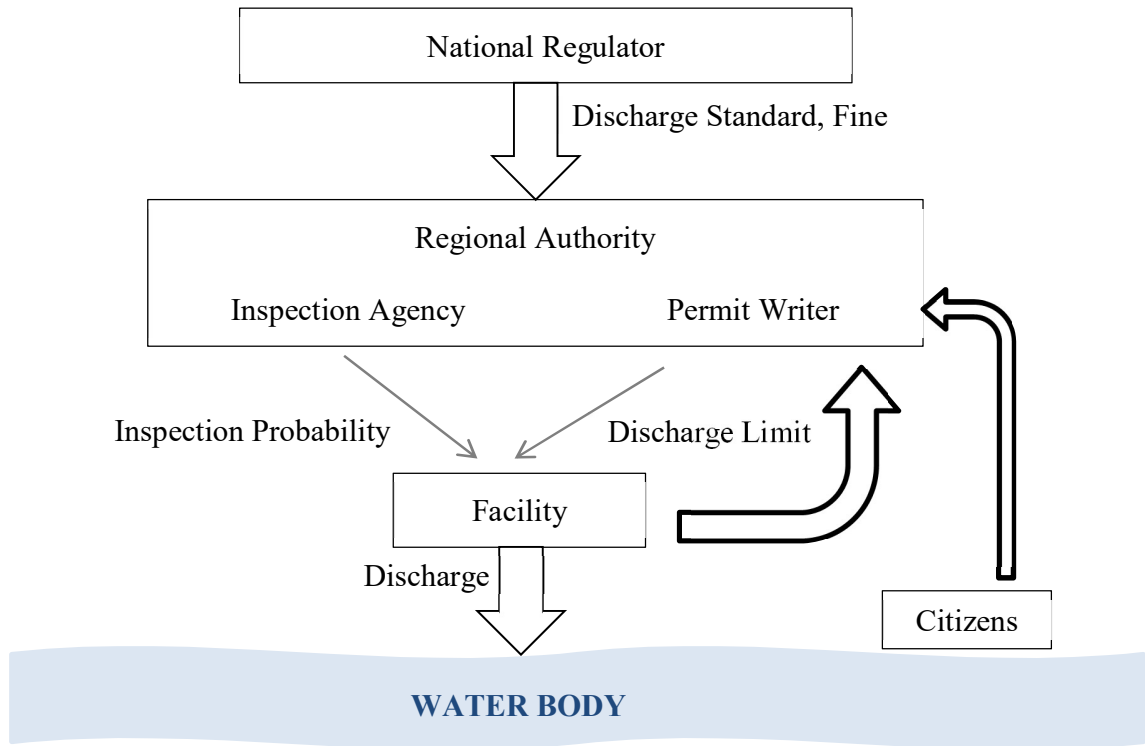 National Regulator
Discharge Standard, Fine
Regional Authority
Inspection Agency
Permit Writer
Inspection Probability
Discharge Limit
Facility
Discharge
Citizens
WATER BODY